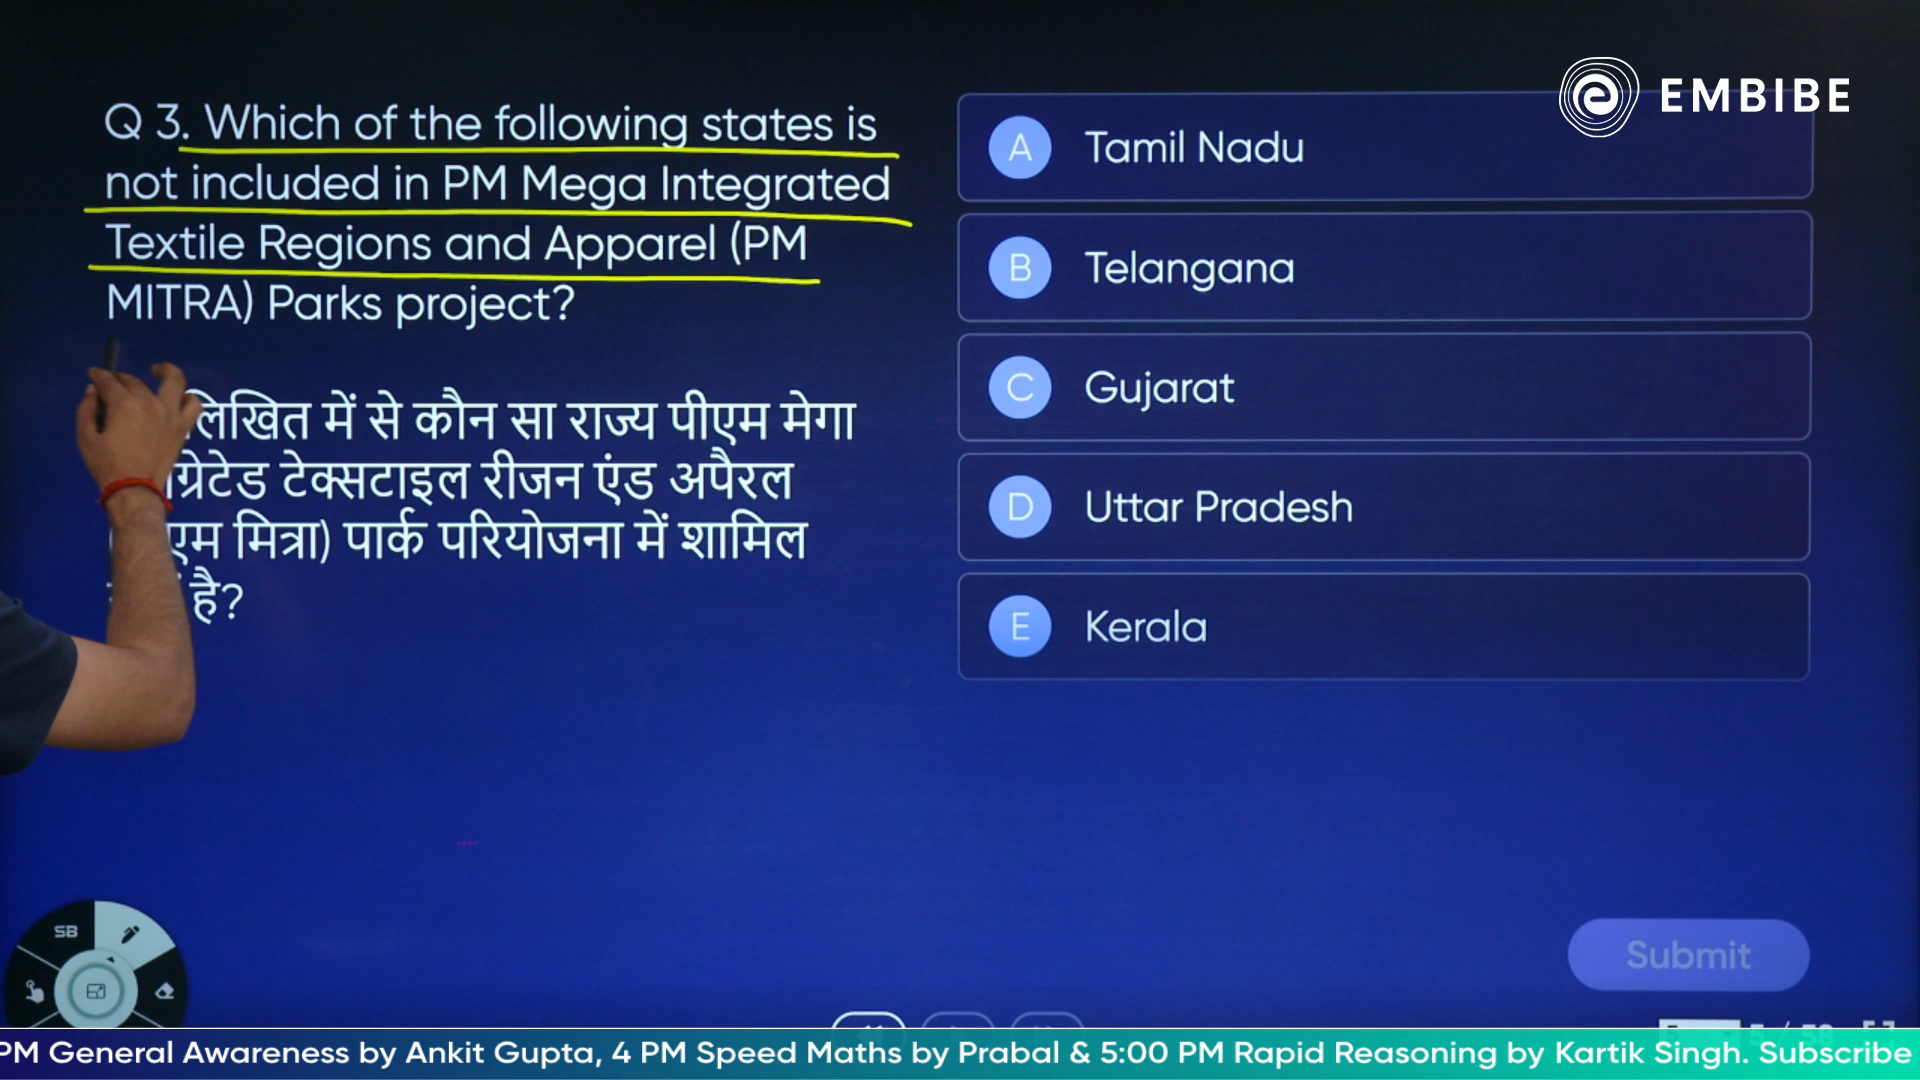 EMBIBE
Q 3. Which of the following states is
not included in PM Mega Integrated
Textile Regions and Apparel (PM
MITRA) Parks project?
में से कौन सा राज्य पीएम मेगा
टेक्सटाइल रीजन एंड अपैरल
मित्रा) पार्क परियोजना में शामिल
है?
A Tamil Nadu
B Telangana
C Gujarat
D Uttar Pradesh
E Kerala
Submit
SB
PM General Awareness by Ankit Gupta, 4 PM Speed Maths by Prabal & 5:00 PM Rapid Reasoning by Kartik Singh. Subscribe